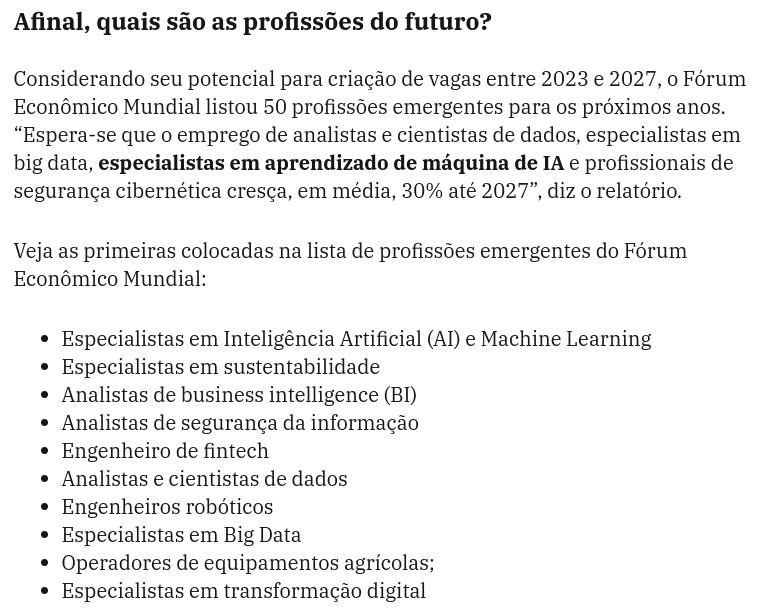 Afinal, quais são as profissões do futuro?
Considerando seu potencial para criação de vagas entre 2023 e 2027, o Fórum
Econômico Mundial listou 50 profissões emergentes para os próximos anos.
“Espera-se que o emprego de analistas e cientistas de dados, especialistas em
big data, especialistas em aprendizado de máquina de IA e profissionais de
segurança cibernética cresça, em média, 30% até 2027”, diz o relatório.
Veja as primeiras colocadas na lista de profissões emergentes do Fórum
Econômico Mundial:
• Especialistas em Inteligência Artificial (AI) e Machine Learning
• Especialistas em sustentabilidade
• Analistas de business intelligence (BI)
• Analistas de segurança da informação
• Engenheiro de fintech
• Analistas e cientistas de dados
• Engenheiros robóticos
• Especialistas em Big Data
• Operadores de equipamentos agrícolas;
• Especialistas em transformação digital